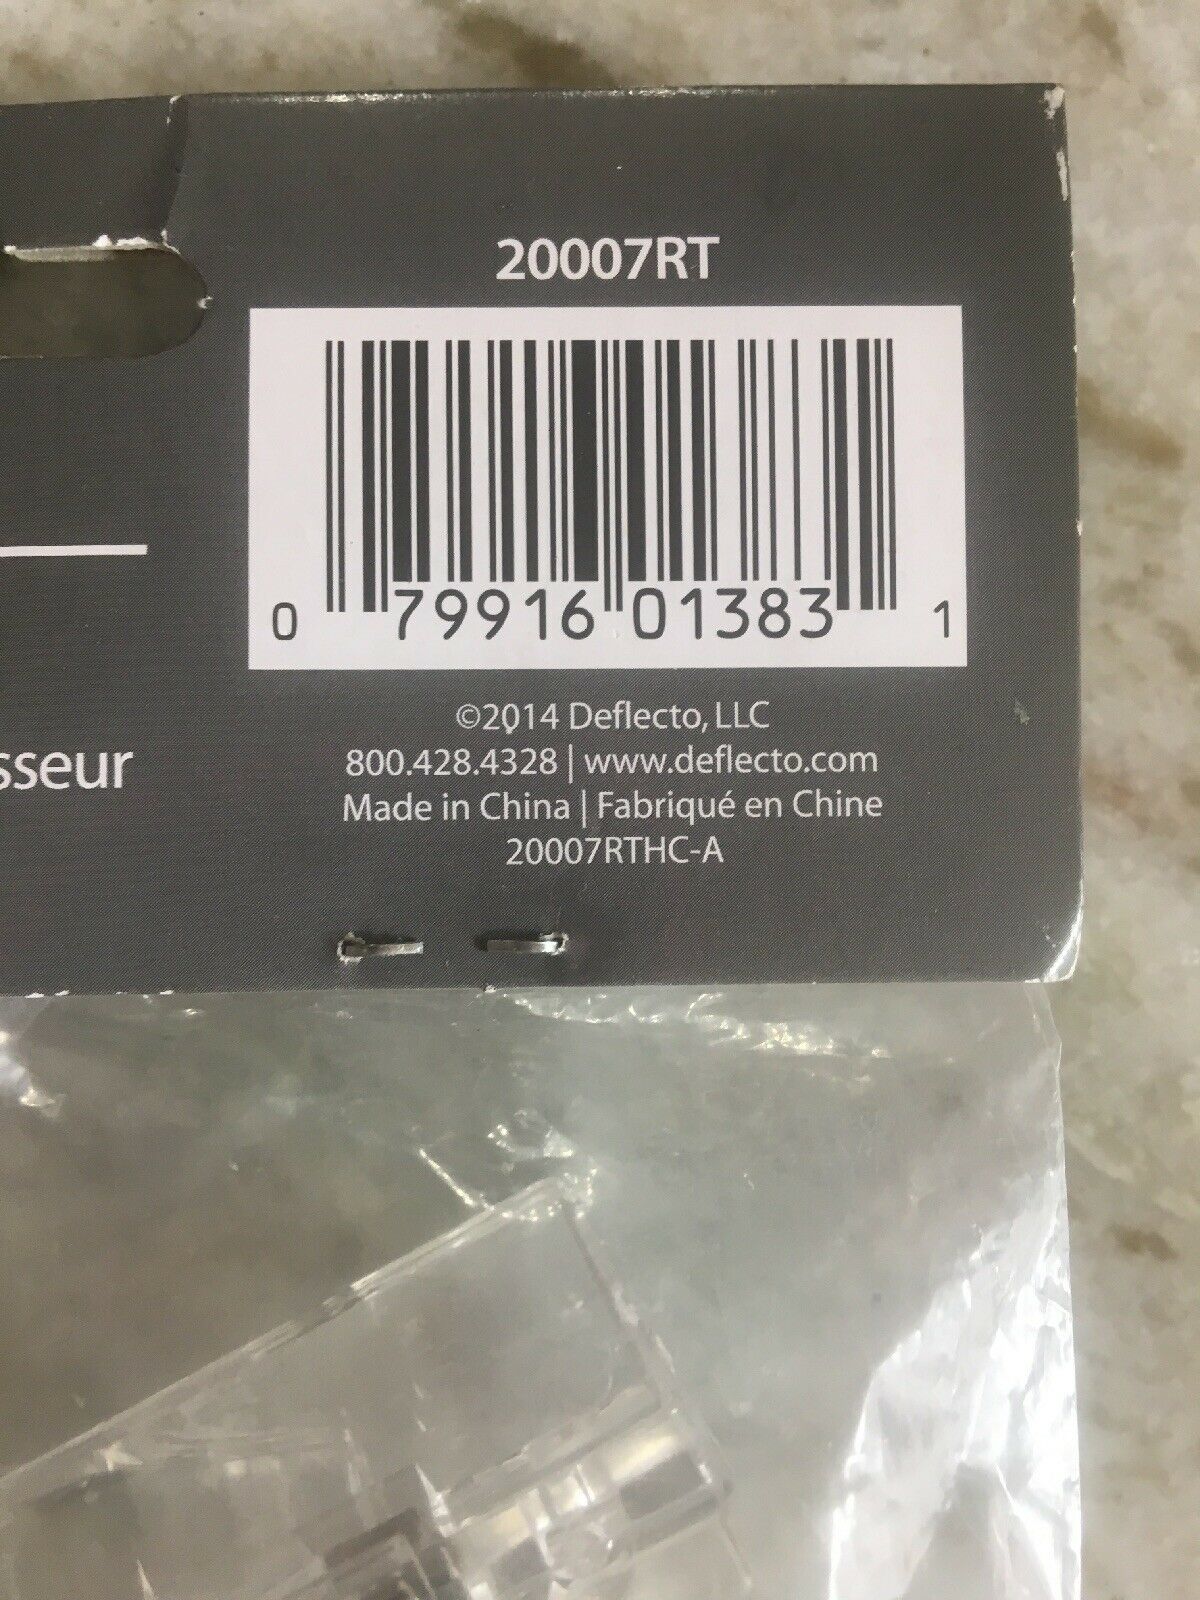 20007RT
0 79916 01383 1
©2014 Deflecto, LLC
sseur
800.428.4328 | www.deflecto.com
Made in China | Fabriqué en Chine
20007RTHC-A